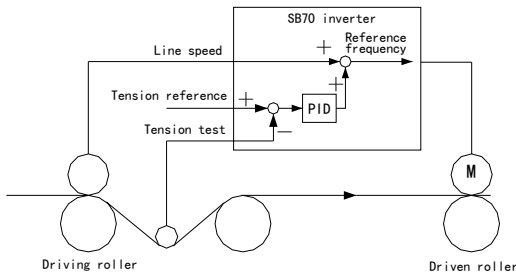 SB70 inverter
Line speed
+
Reference
frequency
+
Tension reference
+
PID
Tension test
−
M
Driving roller
Driven roller